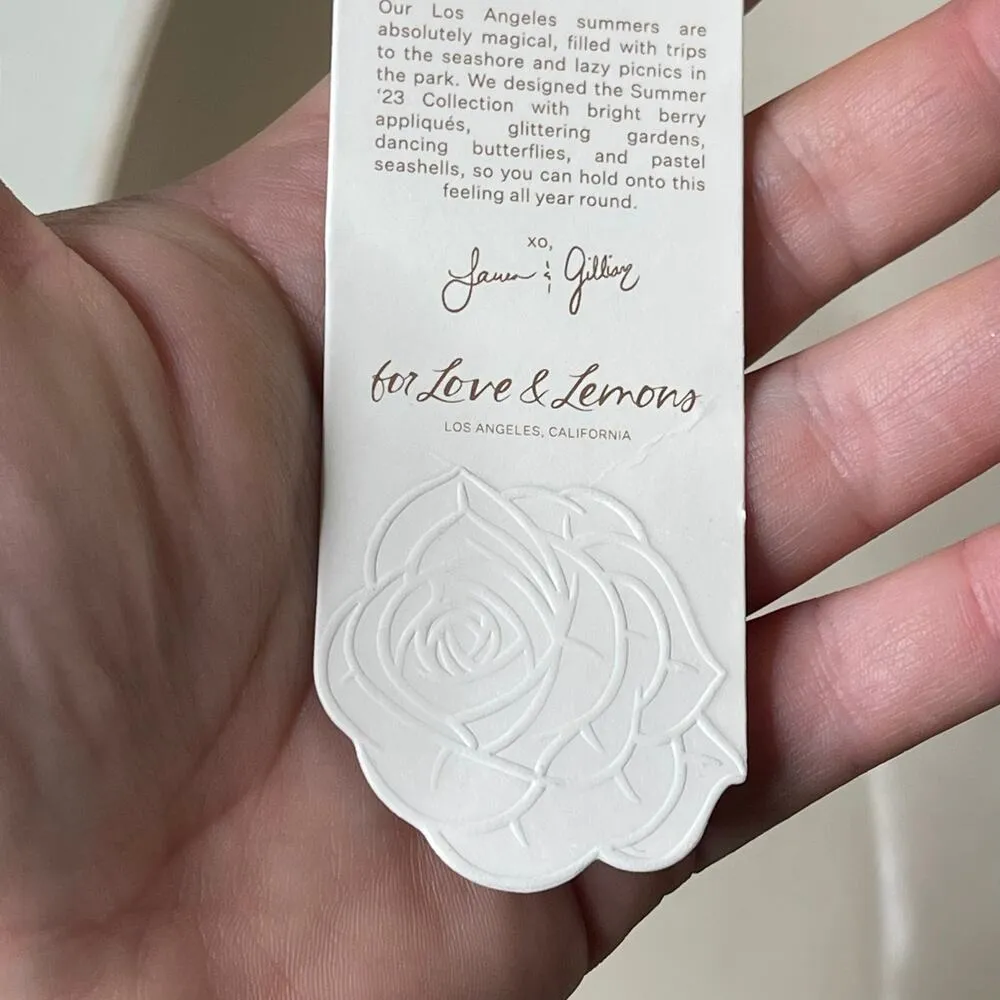 Our Los Angeles summers are
absolutely magical, filled with trips
to the seashore and lazy picnics in
the park. We designed the Summer
‘23 Collection with bright berry
appliqués, glittering gardens,
dancing butterflies, and pastel
seashells, so you can hold onto this
feeling all year round.
xo,
Lauren & Gillian
for Love & Lemons
LOS ANGELES, CALIFORNIA